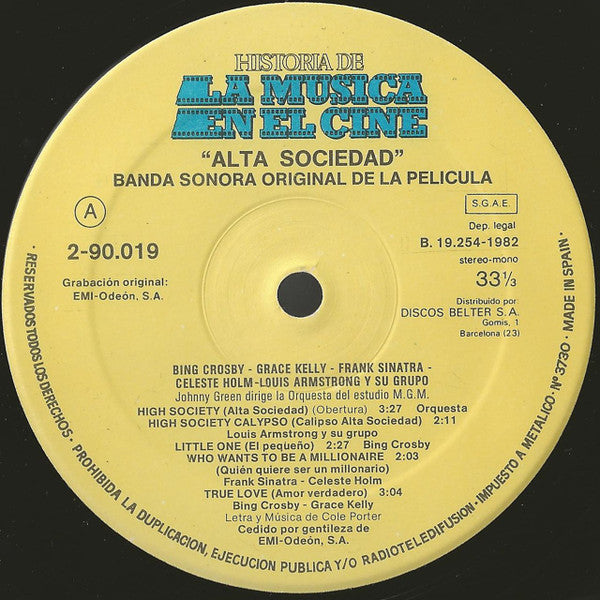 HISTORIA DE
LA MUSICA
EN EL CINE
"ALTA SOCIEDAD"
BANDA SONORA ORIGINAL DE LA PELICULA
A
2-90.019
Grabación original:
EMI-Odeón, S.A.
S.G.A.E.
Dep. legal
B. 19.254-1982
stereo-mono
33⅓
Distribuido por
DISCOS BELTER S.A.
Gomis, 1
Barcelona (23)
BING CROSBY - GRACE KELLY - FRANK SINATRA -
CELESTE HOLM-LOUIS ARMSTRONG Y SU GRUPO
Johnny Green dirige la Orquesta del estudio M.G.M.
HIGH SOCIETY (Alta Sociedad) (Obertura) 3:27 Orquesta
HIGH SOCIETY CALYPSO (Calipso Alta Sociedad) 2:11
Louis Armstrong y su grupo
LITTLE ONE (El pequeño) 2:27 Bing Crosby
WHO WANTS TO BE A MILLIONAIRE 2:03
(Quién quiere ser un millonario)
Frank Sinatra - Celeste Holm
TRUE LOVE (Amor verdadero) 3:04
Bing Crosby - Grace Kelly
Letra y Música de Cole Porter
Cedido por gentileza de
EMI-Odeón, S.A.
· RESERVADOS TODOS LOS DERECHOS. · PROHIBIDA LA DUPLICACION, EJECUCION PUBLICA Y/O RADIOTELEDIFUSION · IMPUESTO A METALICO · Nº 3730 · MADE IN SPAIN ·